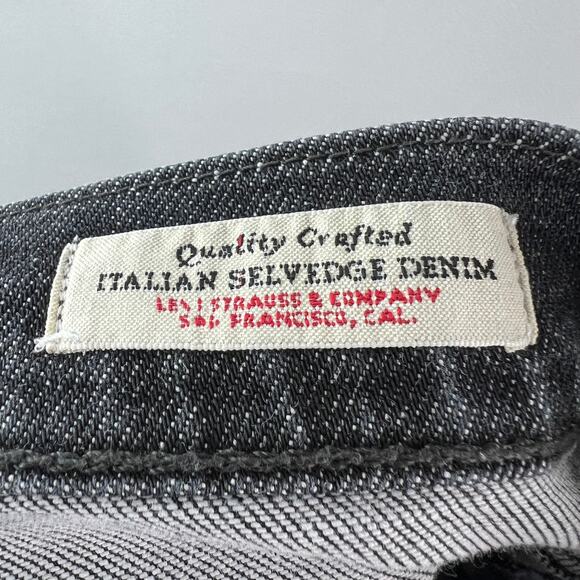 Quality Crafted
ITALIAN SELVEDGE DENIM
LEVI STRAUSS & COMPANY
SAN FRANCISCO, CAL.